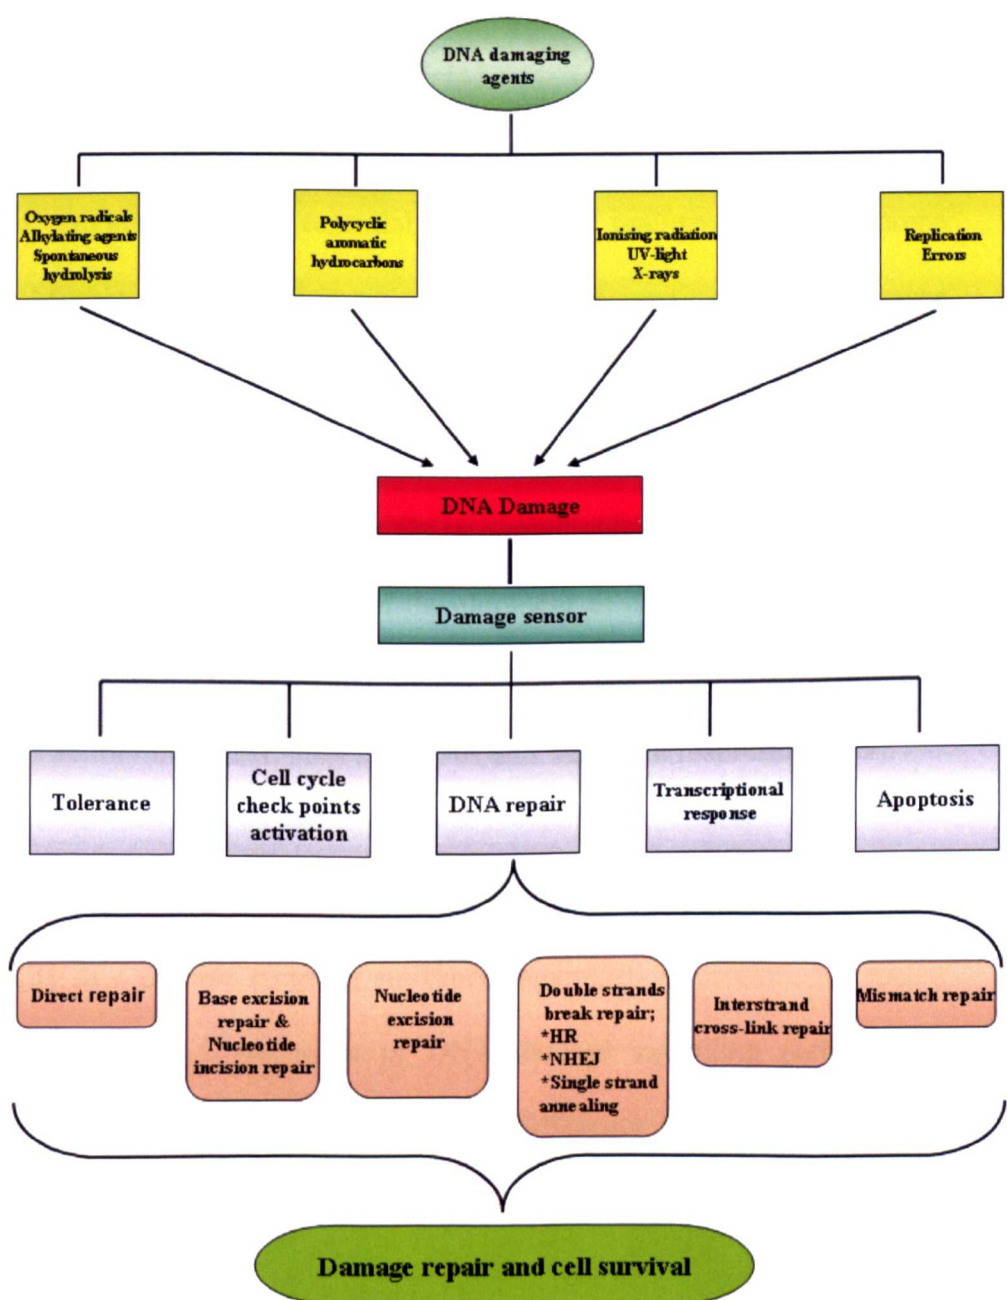 DNA damaging
agents
Oxygen radicals
Alkylating agents
Spontaneous
hydrolysis
Polycyclic
aromatic
hydrocarbons
Ionising radiation
UV-light
X-rays
Replication
Errors
DNA Damage
Damage sensor
Tolerance
Cell cycle
check points
activation
DNA repair
Transcriptional
response
Apoptosis
Direct repair
Base excision
repair &
Nucleotide
incision repair
Nucleotide
excision
repair
Double strands
break repair;
*HR
*NHEJ
*Single strand
annealing
Interstrand
cross-link repair
Mismatch repair
Damage repair and cell survival